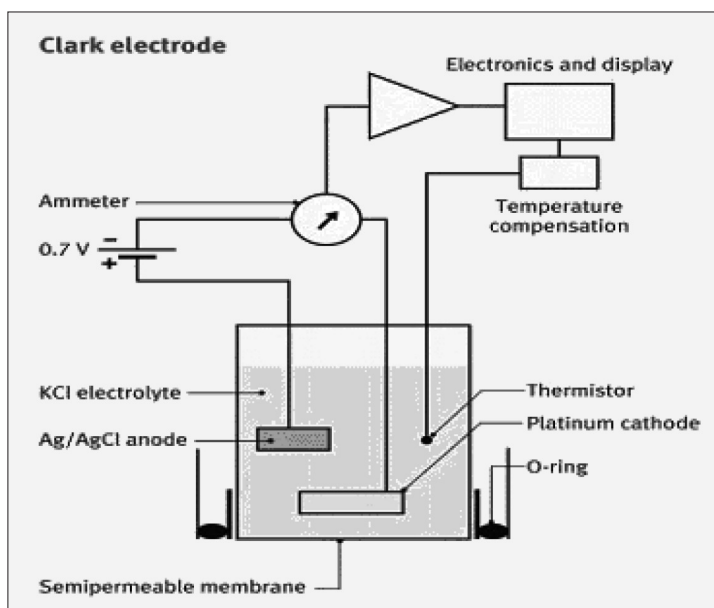 Clark electrode
Electronics and display
Ammeter
Temperature
compensation
−
0.7 V
+
KCl electrolyte
Thermistor
Platinum cathode
Ag/AgCl anode
O-ring
Semipermeable membrane